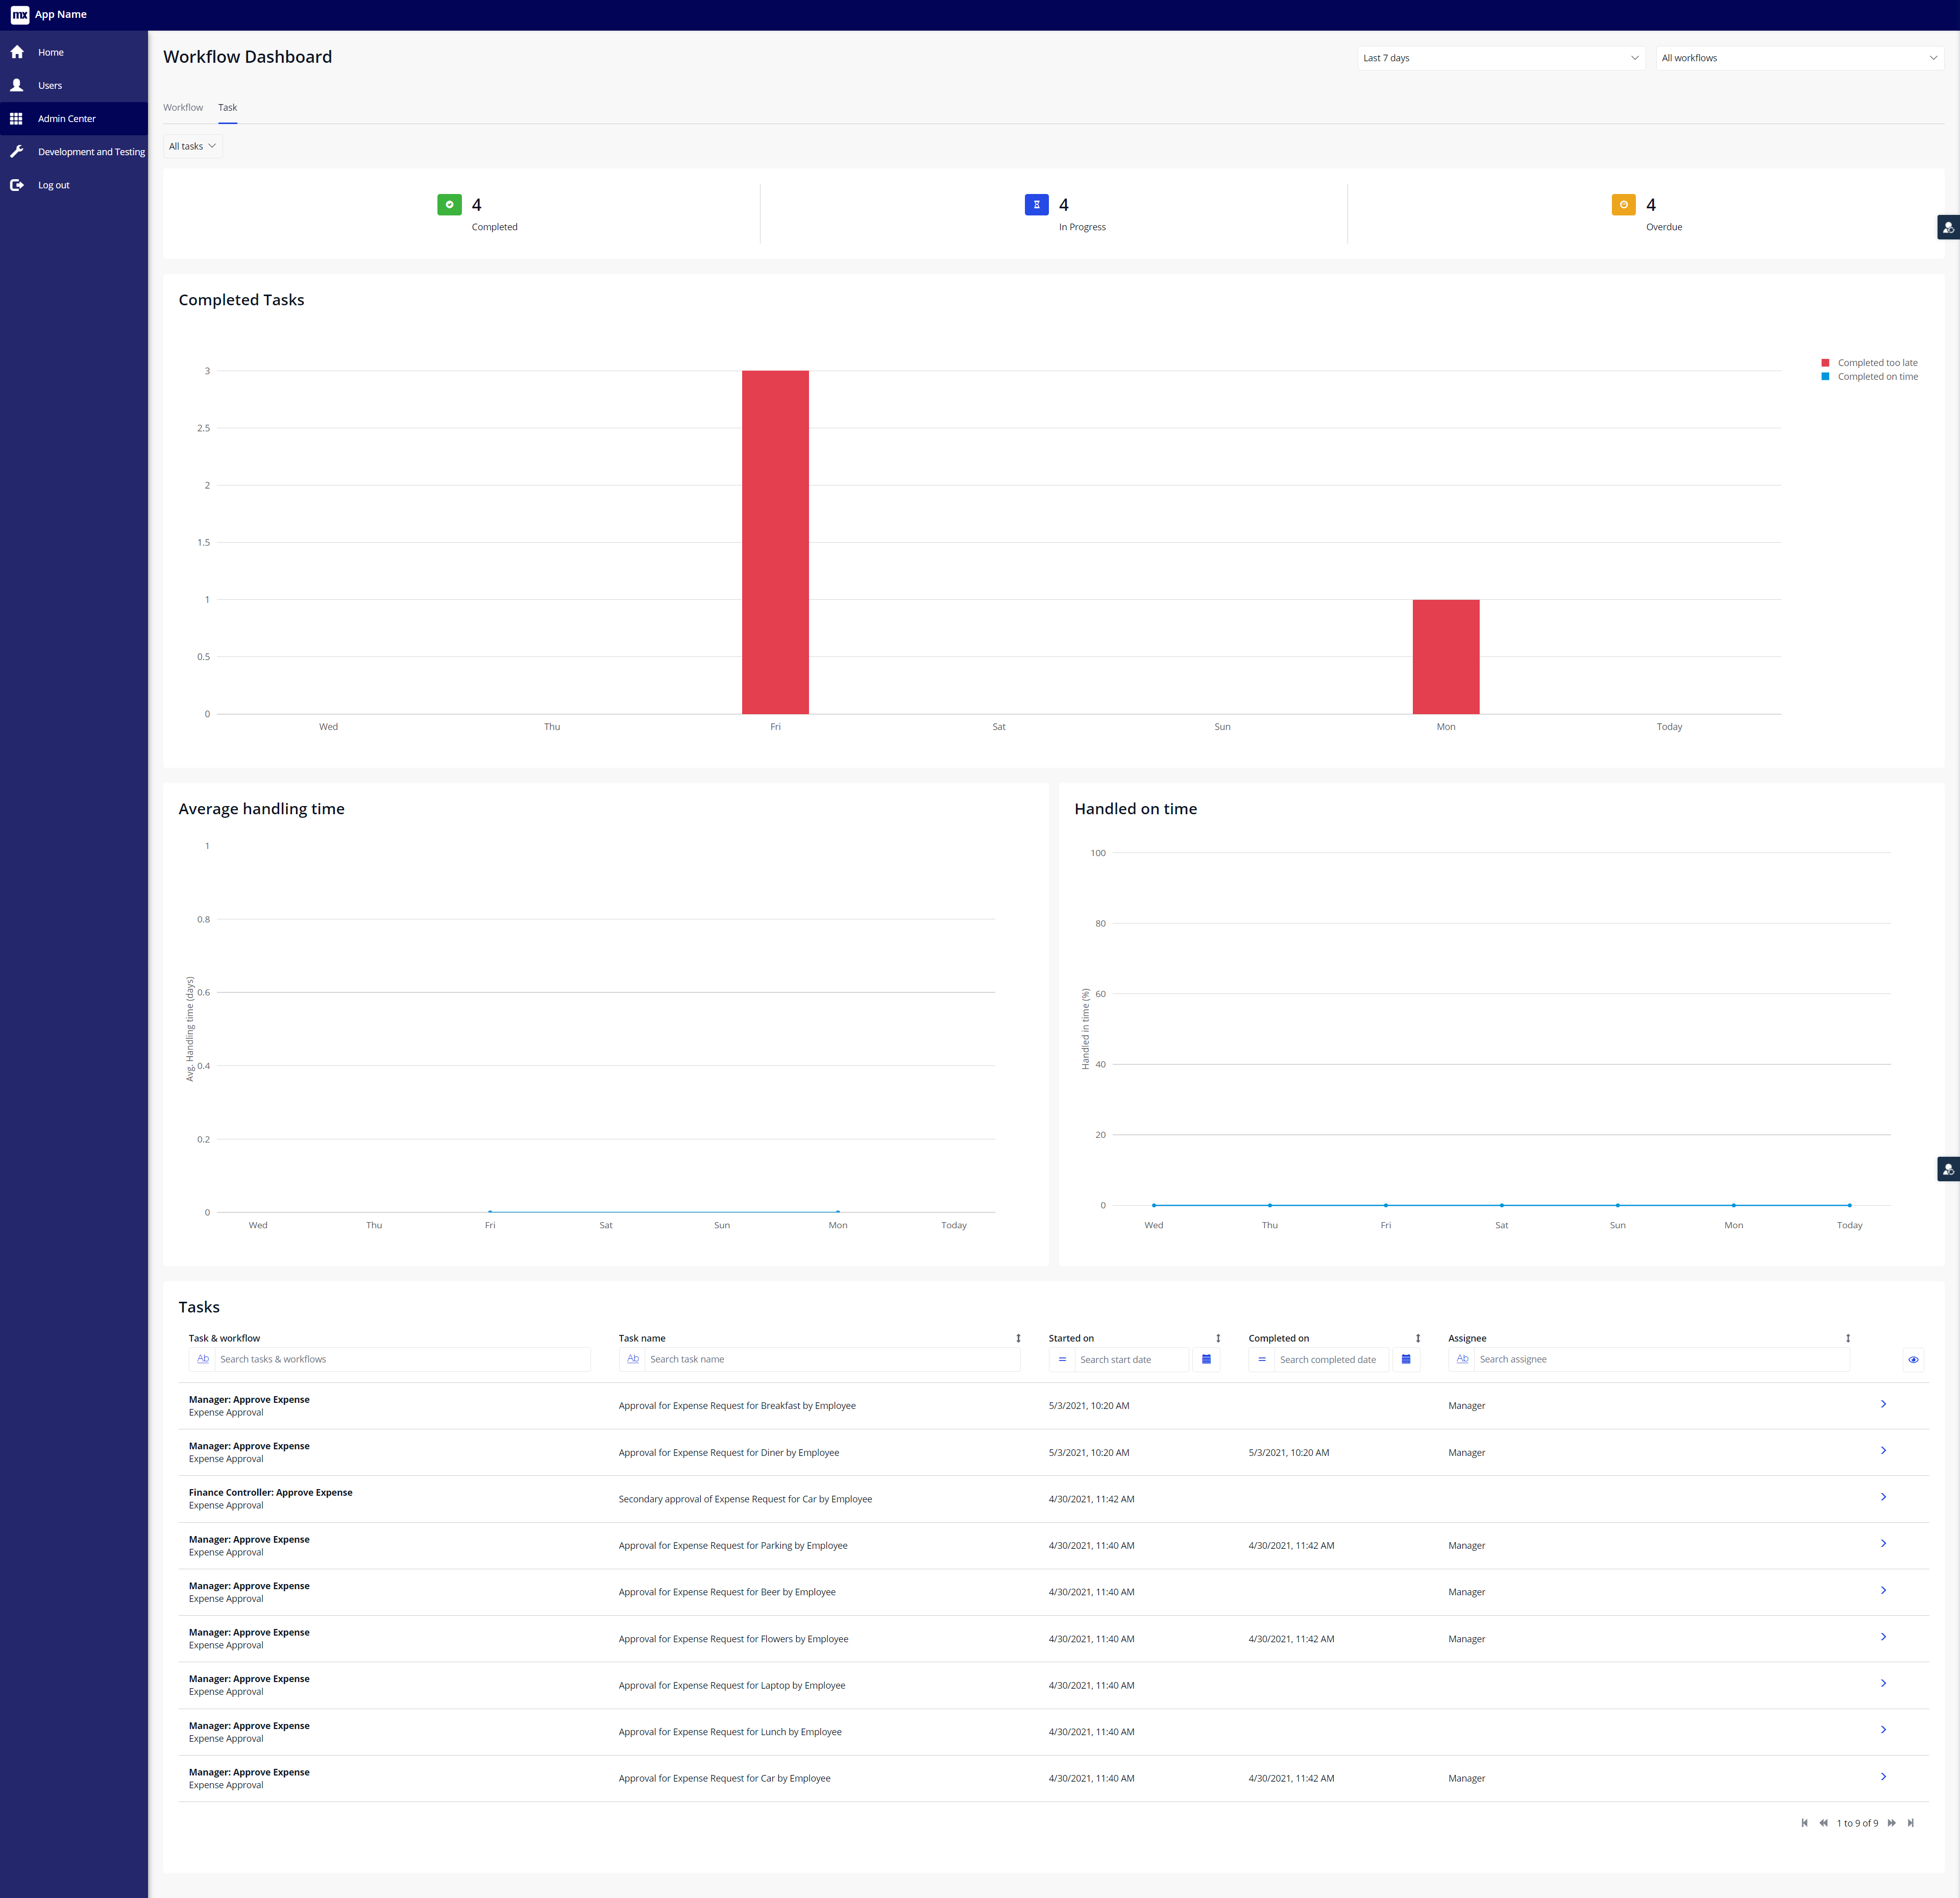 mx App Name
Home
Users
Admin Center
Development and Testing
Log out
Workflow Dashboard
Last 7 days
All workflows
Workflow Task
All tasks
4
Completed
4
In Progress
4
Overdue
Completed Tasks
Completed too late
Completed on time
3
2.5
2
1.5
1
0.5
0
Wed Thu Fri Sat Sun Mon Today
Average handling time
Avg. Handling time (days)
1
0.8
0.6
0.4
0.2
0
Wed Thu Fri Sat Sun Mon Today
Handled on time
Handled in time (%)
100
80
60
40
20
0
Wed Thu Fri Sat Sun Mon Today
Tasks
Task & workflow Task name Started on Completed on Assignee
Ab Search tasks & workflows Ab Search task name = Search start date = Search completed date Ab Search assignee
Manager: Approve Expense
Expense Approval
Approval for Expense Request for Breakfast by Employee 5/3/2021, 10:20 AM Manager
Manager: Approve Expense
Expense Approval
Approval for Expense Request for Diner by Employee 5/3/2021, 10:20 AM 5/3/2021, 10:20 AM Manager
Finance Controller: Approve Expense
Expense Approval
Secondary approval of Expense Request for Car by Employee 4/30/2021, 11:42 AM
Manager: Approve Expense
Expense Approval
Approval for Expense Request for Parking by Employee 4/30/2021, 11:40 AM 4/30/2021, 11:42 AM Manager
Manager: Approve Expense
Expense Approval
Approval for Expense Request for Beer by Employee 4/30/2021, 11:40 AM Manager
Manager: Approve Expense
Expense Approval
Approval for Expense Request for Flowers by Employee 4/30/2021, 11:40 AM 4/30/2021, 11:42 AM Manager
Manager: Approve Expense
Expense Approval
Approval for Expense Request for Laptop by Employee 4/30/2021, 11:40 AM
Manager: Approve Expense
Expense Approval
Approval for Expense Request for Lunch by Employee 4/30/2021, 11:40 AM
Manager: Approve Expense
Expense Approval
Approval for Expense Request for Car by Employee 4/30/2021, 11:40 AM 4/30/2021, 11:42 AM Manager
1 to 9 of 9